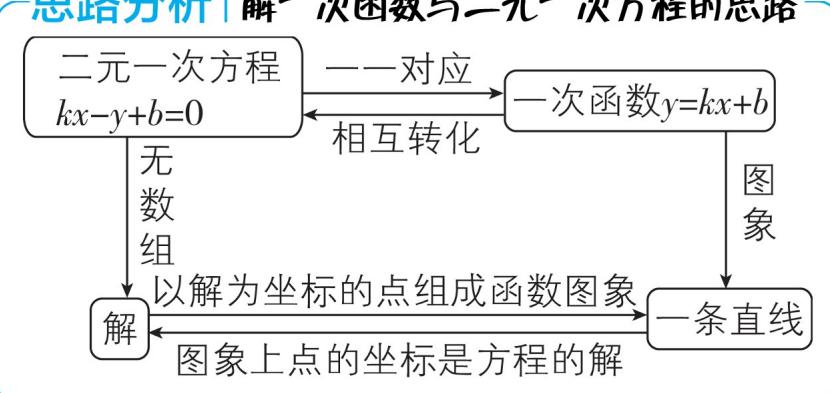 思路分析 | 解一次函数与二元一次方程的思路
二元一次方程
kx-y+b=0
一一对应
相互转化
一次函数y=kx+b
无
数
组
图
象
以解为坐标的点组成函数图象
解
一条直线
图象上点的坐标是方程的解